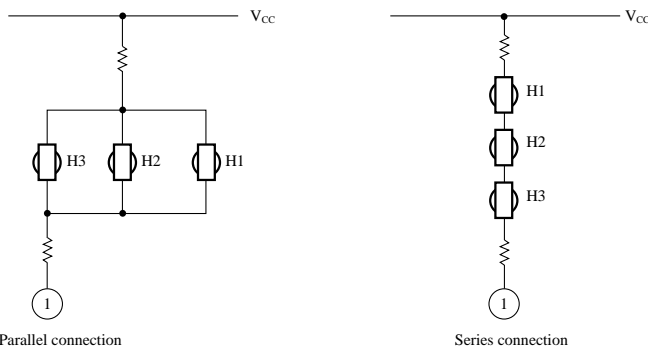 V_CC
V_CC
H1
H3 H2 H1
H2
H3
1
1
Parallel connection
Series connection